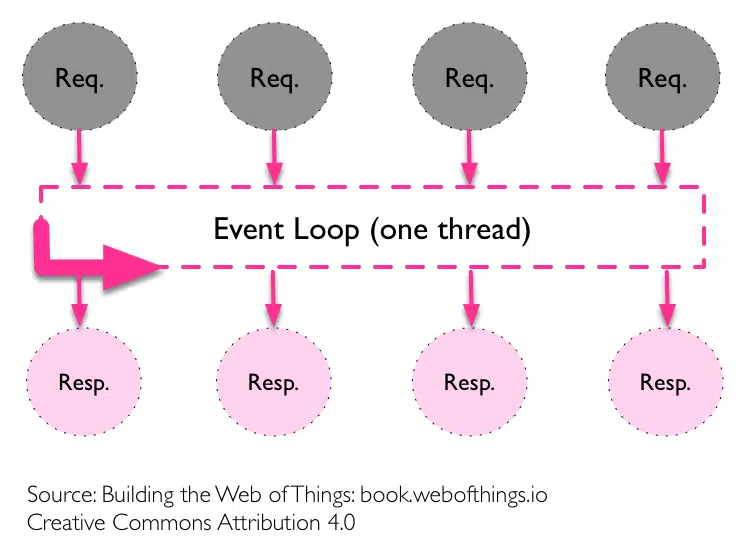 Req.
Req.
Req.
Req.
Event Loop (one thread)
Resp.
Resp.
Resp.
Resp.
Source: Building the Web of Things: book.webofthings.io
Creative Commons Attribution 4.0